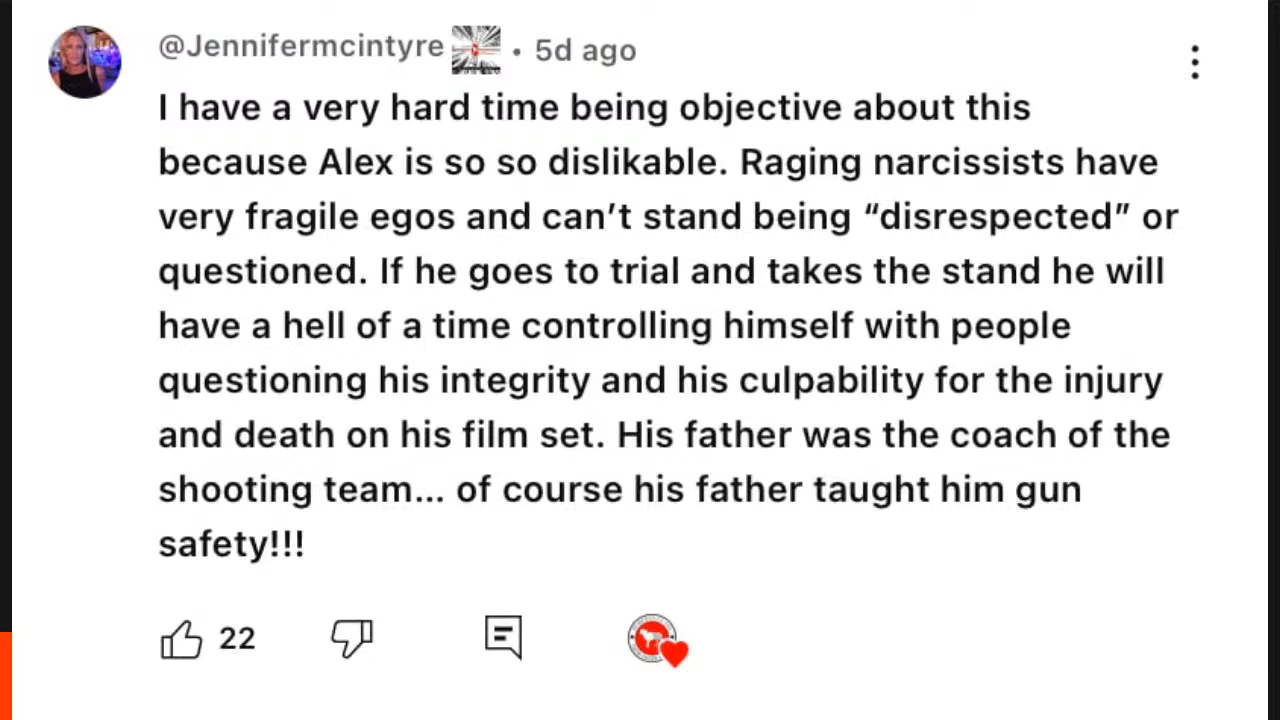 @Jennifermcintyre • 5d ago
I have a very hard time being objective about this
because Alex is so so dislikable. Raging narcissists have
very fragile egos and can’t stand being “disrespected” or
questioned. If he goes to trial and takes the stand he will
have a hell of a time controlling himself with people
questioning his integrity and his culpability for the injury
and death on his film set. His father was the coach of the
shooting team... of course his father taught him gun
safety!!!
22